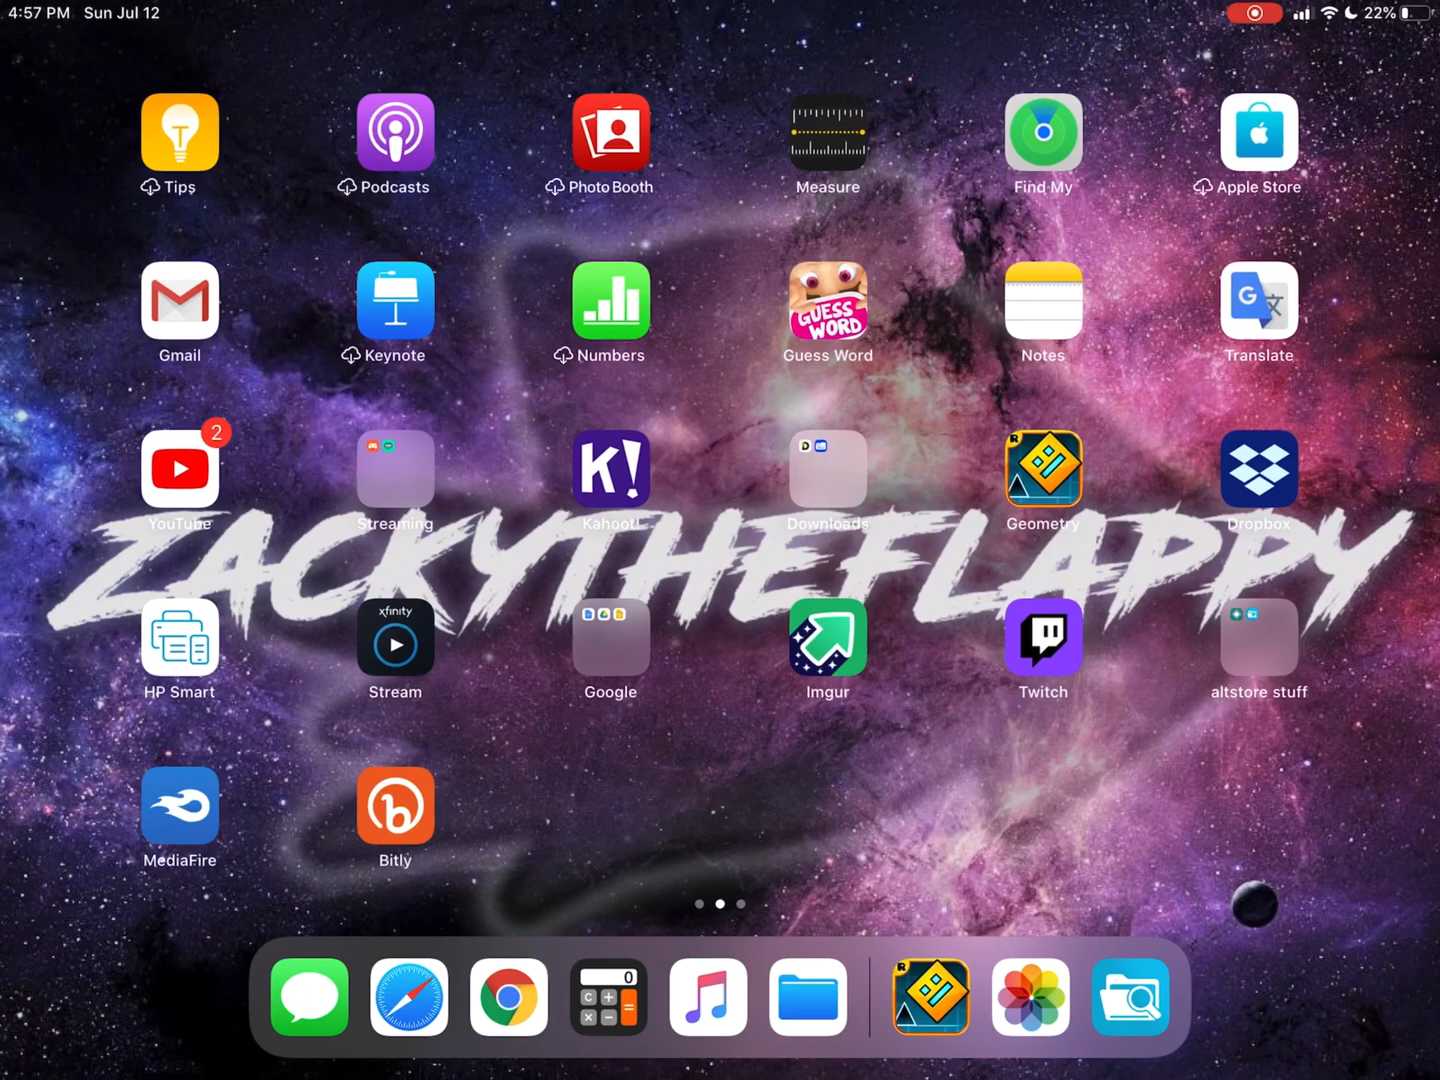 4:57 PM Sun Jul 12
22%
Tips
Podcasts
Photo Booth
Measure
Find My
Apple Store
GUESS
WORD
G
Gmail
Keynote
Numbers
Guess Word
Notes
Translate
2
K!
R
YouTube
Streaming
Kahoot!
Downloads
Geometry
Dropbox
ZACKYTHEFLAPPY
xfinity
HP Smart
Stream
Google
Imgur
Twitch
altstore stuff
b
MediaFire
Bitly
0
C + = × −
R